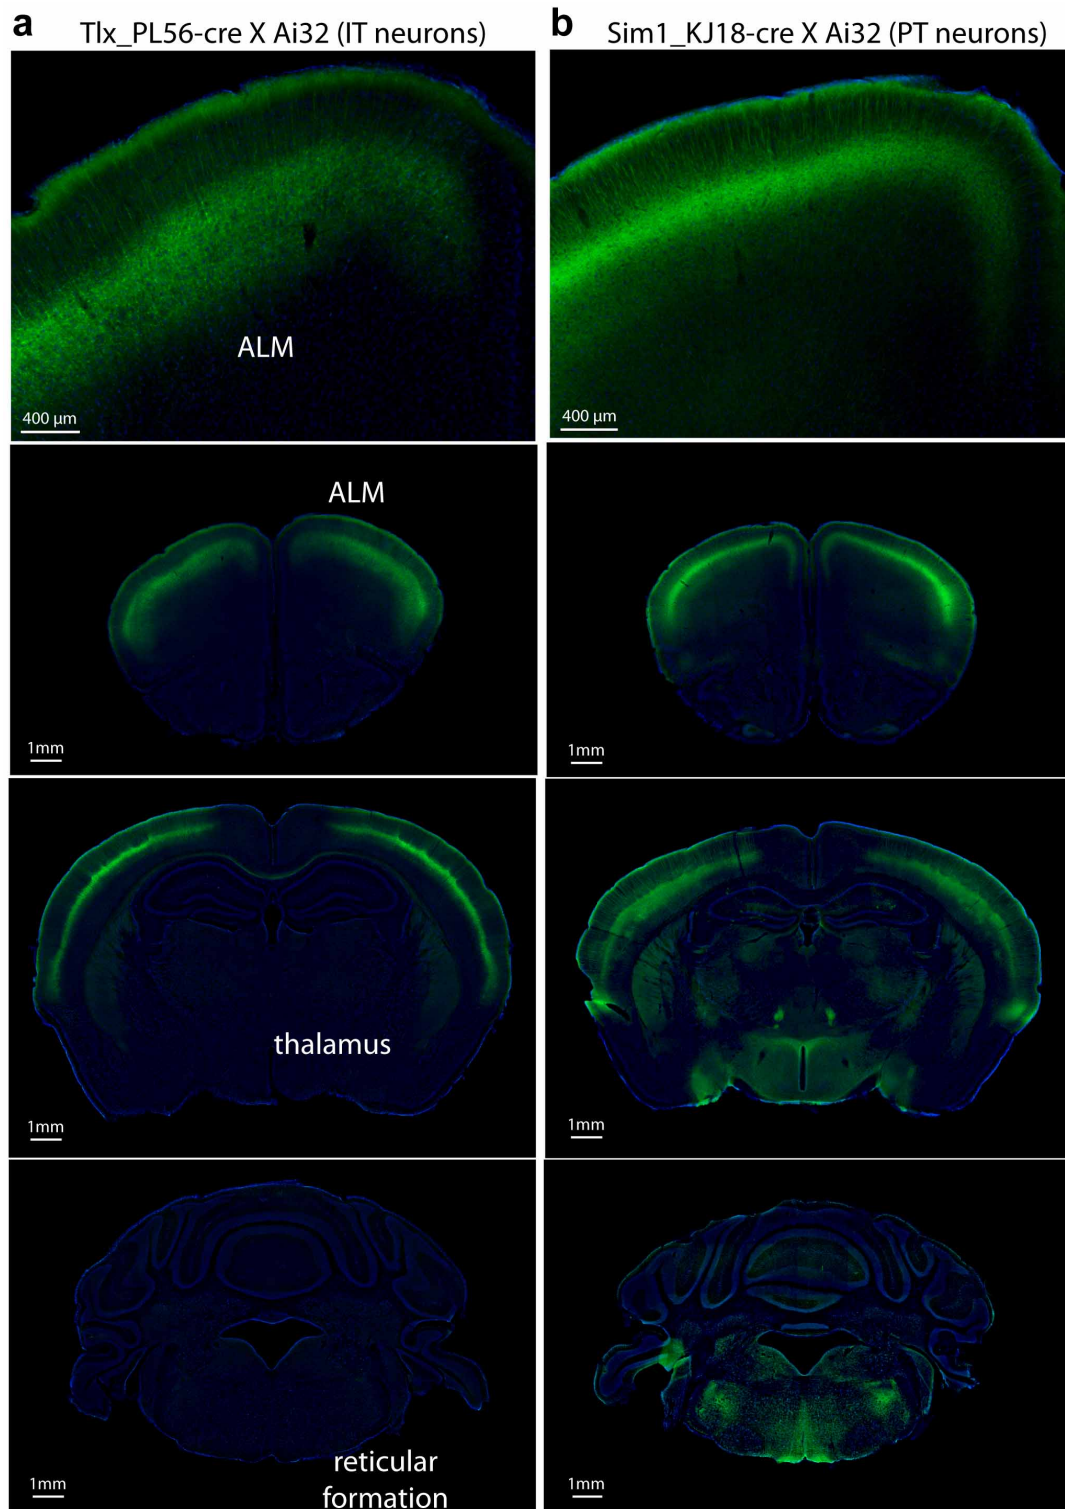 a
Tlx_PL56-cre X Ai32 (IT neurons)
ALM
400 µm
ALM
1mm
thalamus
1mm
reticular
formation
1mm
b
Sim1_KJ18-cre X Ai32 (PT neurons)
400 µm
1mm
1mm
1mm